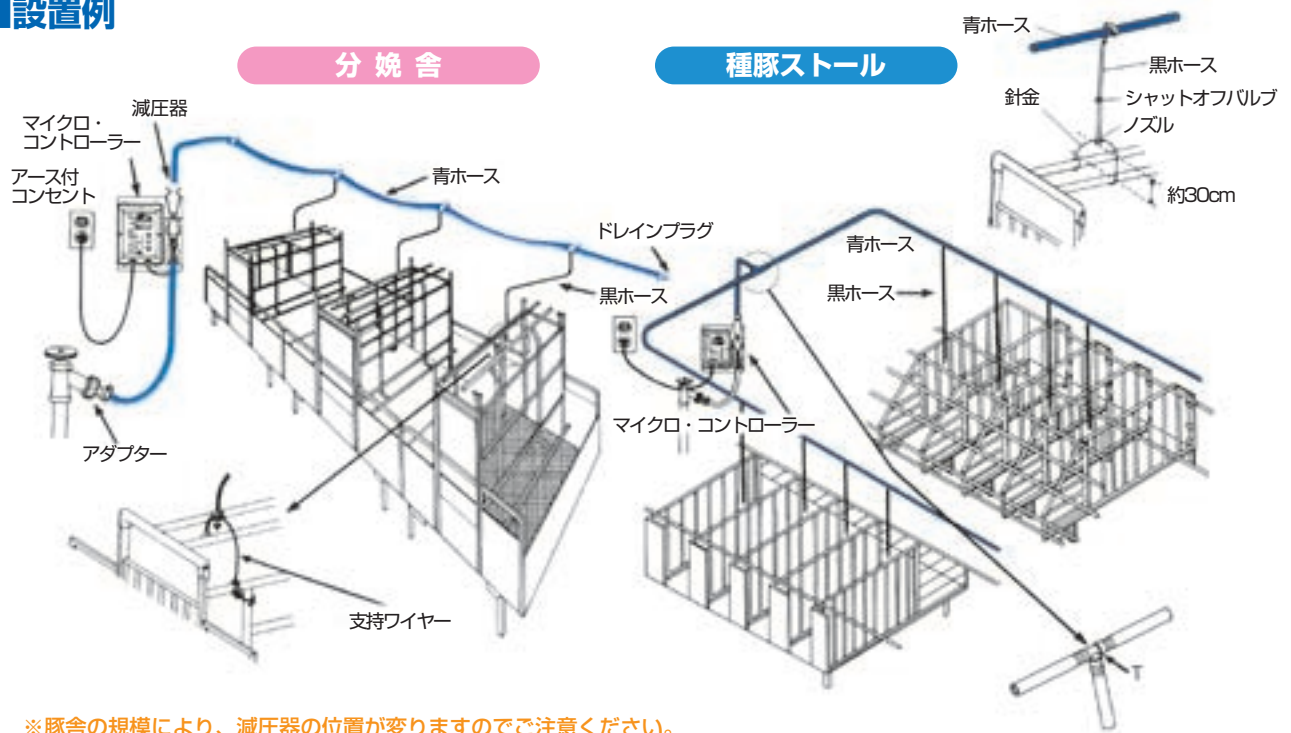 ■設置例
分娩舎
種豚ストール
減圧器
マイクロ・
コントローラー
アース付
コンセント
青ホース
ドレインプラグ
黒ホース
アダプター
支持ワイヤー
青ホース
黒ホース
針金
シャットオフバルブ
ノズル
約30cm
青ホース
黒ホース
マイクロ・コントローラー
T
※豚舎の規模により、減圧器の位置が変りますのでご注意ください。